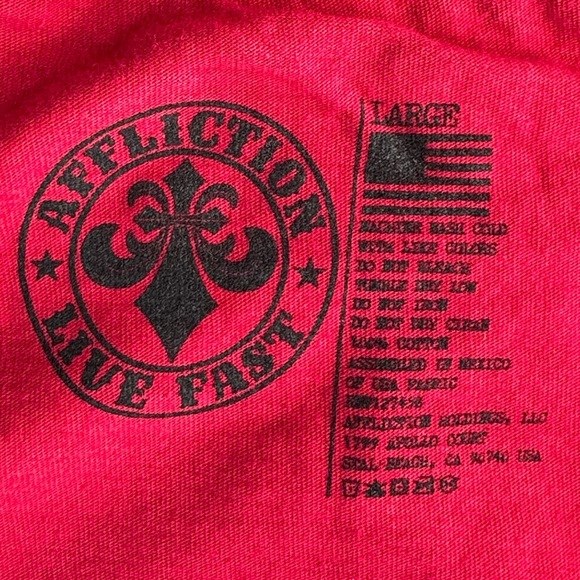 AFFLICTION
LIVE FAST
LARGE
MACHINE WASH COLD
WITH LIKE COLORS
DO NOT BLEACH
TUMBLE DRY LOW
DO NOT IRON
DO NOT DRY CLEAN
100% COTTON
ASSEMBLED IN MEXICO
OF USA FABRIC
AFFLICTION HOLDINGS, LLC
1799 APOLLO COURT
SEAL BEACH, CA 90740 USA